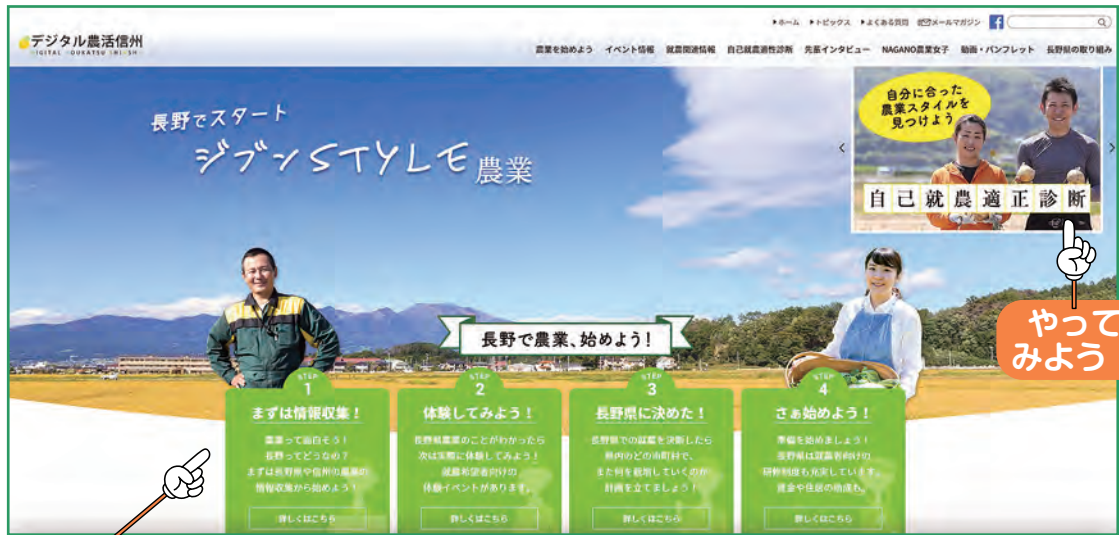 ▶ホーム ▶トピックス ▶よくある質問 メールマガジン f
デジタル農活信州
農業を始めよう イベント情報 就農関連情報 自己就農適性診断 先輩インタビュー NAGANO農業女子 動画・パンフレット 長野県の取り組み
長野でスタート
ジブンSTYLE農業
自分に合った
農業スタイルを
見つけよう
自己就農適正診断
やって
みよう
長野で農業、始めよう!
STEP
1
まずは情報収集!
農業って面白そう!
長野ってどうなの?
まずは長野県や信州の農業の
情報収集から始めよう!
詳しくはこちら
STEP
2
体験してみよう!
長野県農業のことがわかったら
次は実際に体験してみよう!
就農希望者向けの
体験イベントがあります。
詳しくはこちら
STEP
3
長野県に決めた!
長野県での就農を決断したら
県内のどの市町村で、
また何を栽培していくのか
計画を立てましょう!
詳しくはこちら
STEP
4
さぁ始めよう!
準備を始めましょう!
長野県は就農者向けの
研修制度も充実しています。
資金や住居の助成も。
詳しくはこちら